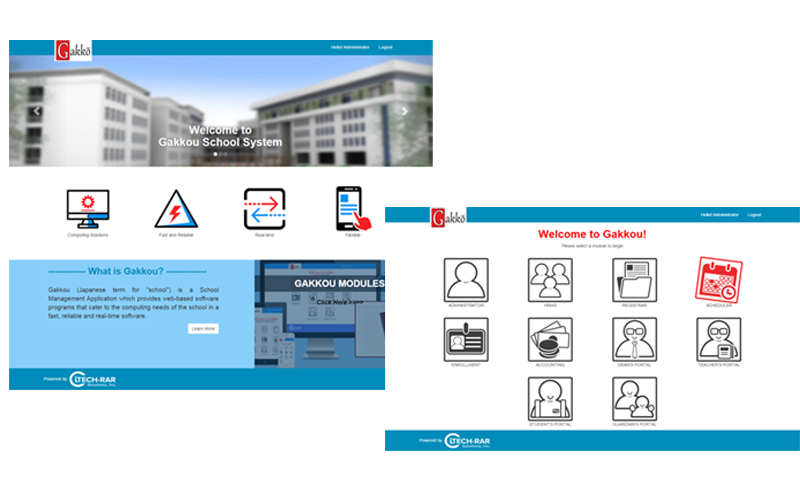 Gakkō
Hello! Administrator Logout
Welcome to
Gakkou School System
Computing Solutions
Fast and Reliable
Real-time
Flexible
What is Gakkou?
Gakkou (Japanese term for "school") is a School
Management Application which provides web-based software
programs that cater to the computing needs of the school in a
fast, reliable and real-time software.
Learn More
GAKKOU MODULES
Click Here
Powered by LTECH-RAR
Solutions, Inc.
Gakkō
Hello! Administrator Logout
Welcome to Gakkou!
Please select a module to begin
ADMINISTRATOR
HRMS
REGISTRAR
SCHEDULER
ENROLLMENT
ACCOUNTING
DEAN'S PORTAL
TEACHER'S PORTAL
STUDENT'S PORTAL
GUARDIAN'S PORTAL
Powered by LTECH-RAR
Solutions, Inc.